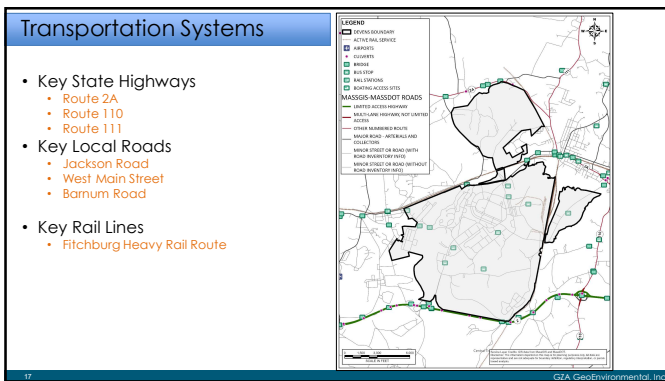 Transportation Systems
• Key State Highways
• Route 2A
• Route 110
• Route 111
• Key Local Roads
• Jackson Road
• West Main Street
• Barnum Road
• Key Rail Lines
• Fitchburg Heavy Rail Route
LEGEND
DEVENS BOUNDARY
ACTIVE RAIL SERVICE
AIRPORTS
CULVERTS
BRIDGE
BUS STOP
RAIL STATIONS
BOATING ACCESS SITES
MASSGIS-MASSDOT ROADS
LIMITED ACCESS HIGHWAY
MULTI-LANE HIGHWAY, NOT LIMITED
ACCESS
OTHER NUMBERED ROUTE
MAJOR ROAD - ARTERIALS AND
COLLECTORS
MINOR STREET OR ROAD (WITH
ROAD INVENTORY INFO)
MINOR STREET OR ROAD (WITHOUT
ROAD INVENTORY INFO)
N
W
E
S
SCALE IN FEET
17
GZA GeoEnvironmental, Inc